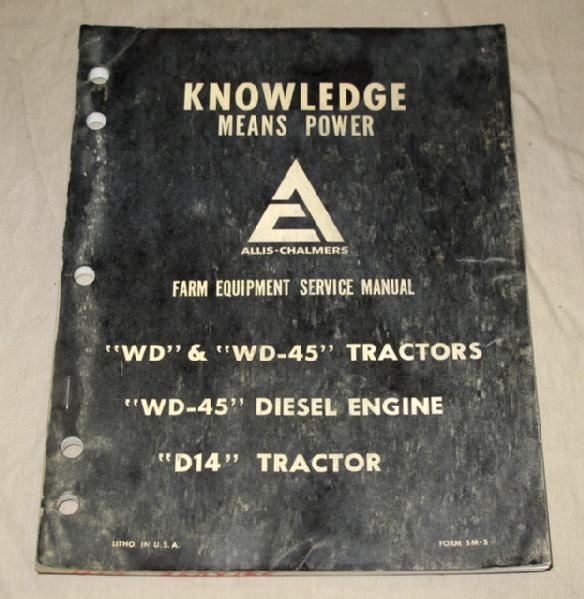 KNOWLEDGE
MEANS POWER
ALLIS-CHALMERS
FARM EQUIPMENT SERVICE MANUAL
"WD" & "WD-45" TRACTORS
"WD-45" DIESEL ENGINE
"D14" TRACTOR
LITHO. IN U.S.A.
FORM SM-3